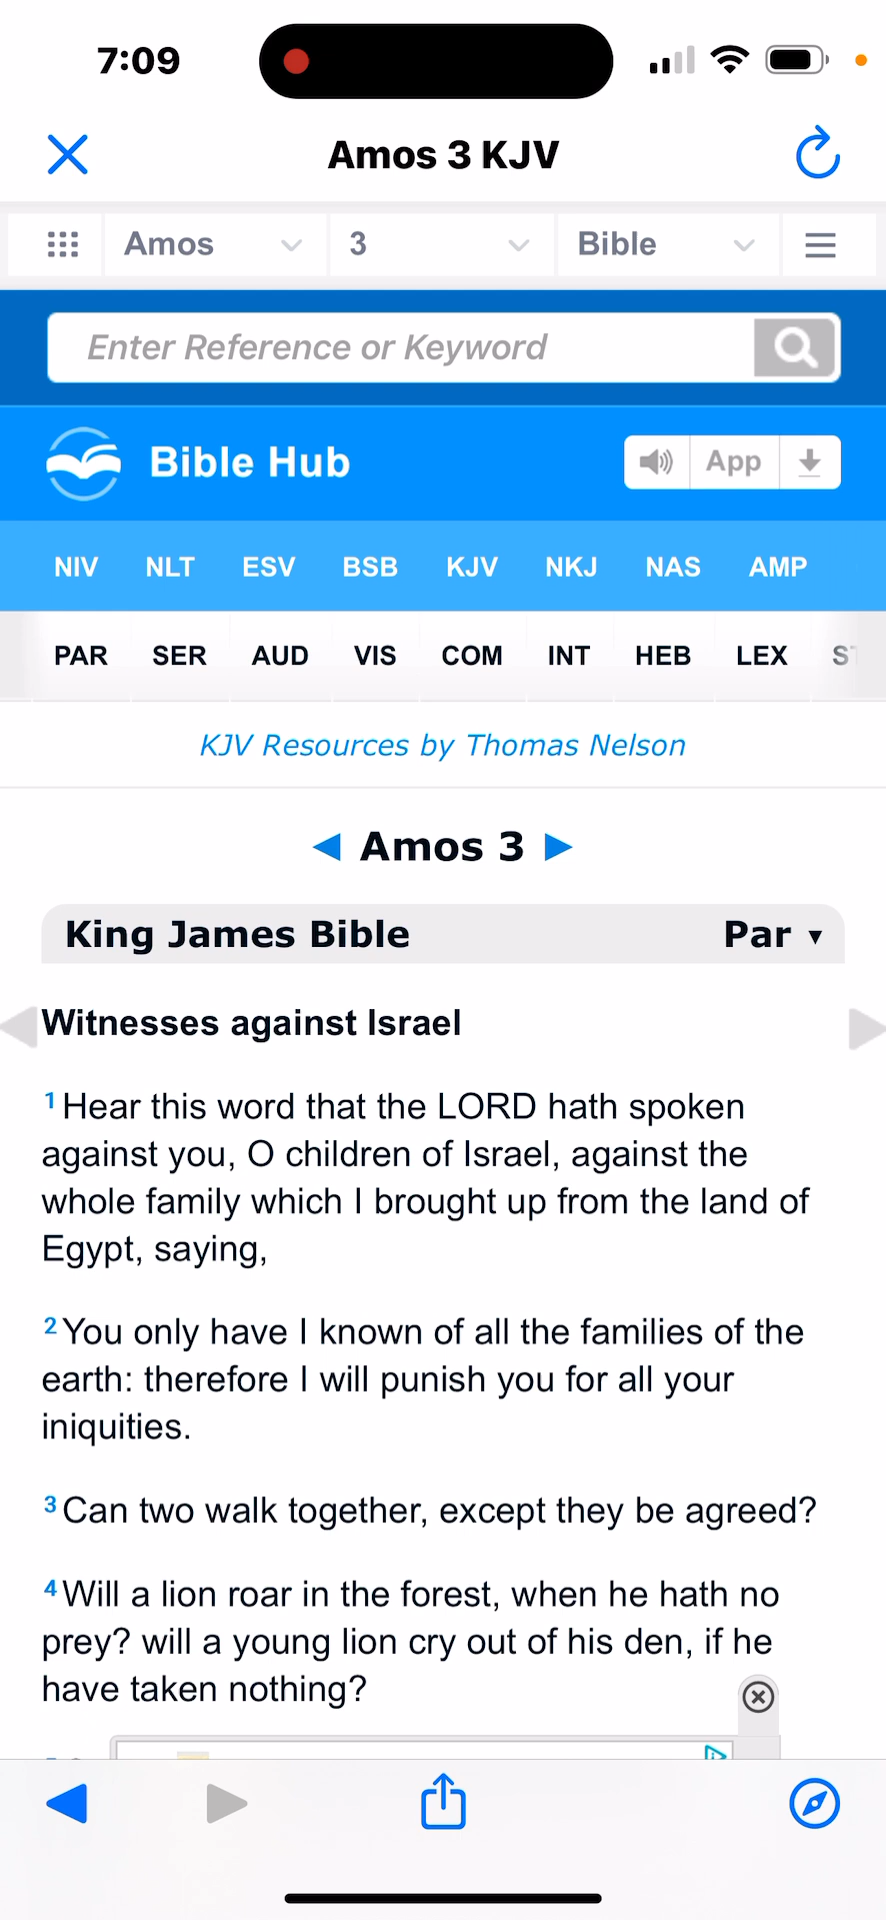 7:09
Amos 3 KJV
Amos 3 Bible
Enter Reference or Keyword
Bible Hub App
NIV NLT ESV BSB KJV NKJ NAS AMP
PAR SER AUD VIS COM INT HEB LEX
KJV Resources by Thomas Nelson
Amos 3
King James Bible Par
Witnesses against Israel
1 Hear this word that the LORD hath spoken
against you, O children of Israel, against the
whole family which I brought up from the land of
Egypt, saying,
2 You only have I known of all the families of the
earth: therefore I will punish you for all your
iniquities.
3 Can two walk together, except they be agreed?
4 Will a lion roar in the forest, when he hath no
prey? will a young lion cry out of his den, if he
have taken nothing?